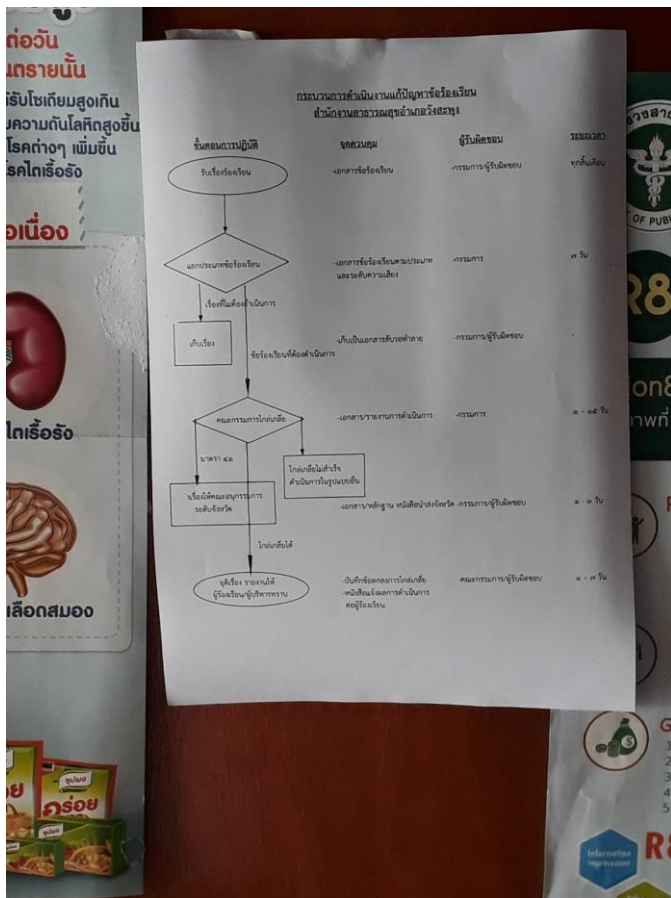 ต่อวัน
นตรายนั้น
ด้รับโซเดียมสูงเกิน
มความดันโลหิตสูงขึ้น
โรคต่างๆ เพิ่มขึ้น
โรคไตเรื้อรัง
อเนื่อง
ไตเรื้อรัง
เลือดสมอง
กระบวนการดำเนินงานแก้ปัญหาข้อร้องเรียน
สำนักงานสาธารณสุขอำเภอวังสะพุง
ขั้นตอนการปฏิบัติ จุดควบคุม ผู้รับผิดชอบ ระยะเวลา
รับเรื่องร้องเรียน -เอกสารข้อร้องเรียน -กรรมการ/ผู้รับผิดชอบ ทุกสิ้นเดือน
แยกประเภทข้อร้องเรียน -เอกสารข้อร้องเรียนตามประเภท -กรรมการ ๗ วัน
และระดับความเสี่ยง
เรื่องที่ไม่ต้องดำเนินการ
เก็บเรื่อง -เก็บเป็นเอกสารลับรอทำลาย -กรรมการ/ผู้รับผิดชอบ -
ข้อร้องเรียนที่ต้องดำเนินการ
คณะกรรมการไกล่เกลี่ย -เอกสาร/รายงานการดำเนินการ -กรรมการ ๑ - ๑๕ วัน
มาตรา ๔๑
ไกล่เกลี่ยไม่สำเร็จ
ดำเนินการในรูปแบบอื่น
เรื่องให้คณะอนุกรรมการ
ระดับจังหวัด
-เอกสาร/หลักฐาน หนังสือนำส่งจังหวัด -กรรมการ/ผู้รับผิดชอบ ๑ - ๓ วัน
ไกล่เกลี่ยได้
ยุติเรื่อง รายงานให้ -บันทึกข้อตกลงการไกล่เกลี่ย -คณะกรรมการ/ผู้รับผิดชอบ ๑ - ๗ วัน
ผู้ร้องเรียน/ผู้บริหารทราบ -หนังสือแจ้งผลการดำเนินการ
ต่อผู้ร้องเรียน
OF PUB
R8
ion8
าพที่
G
1
2
3
4
5
Information
improvement
R8